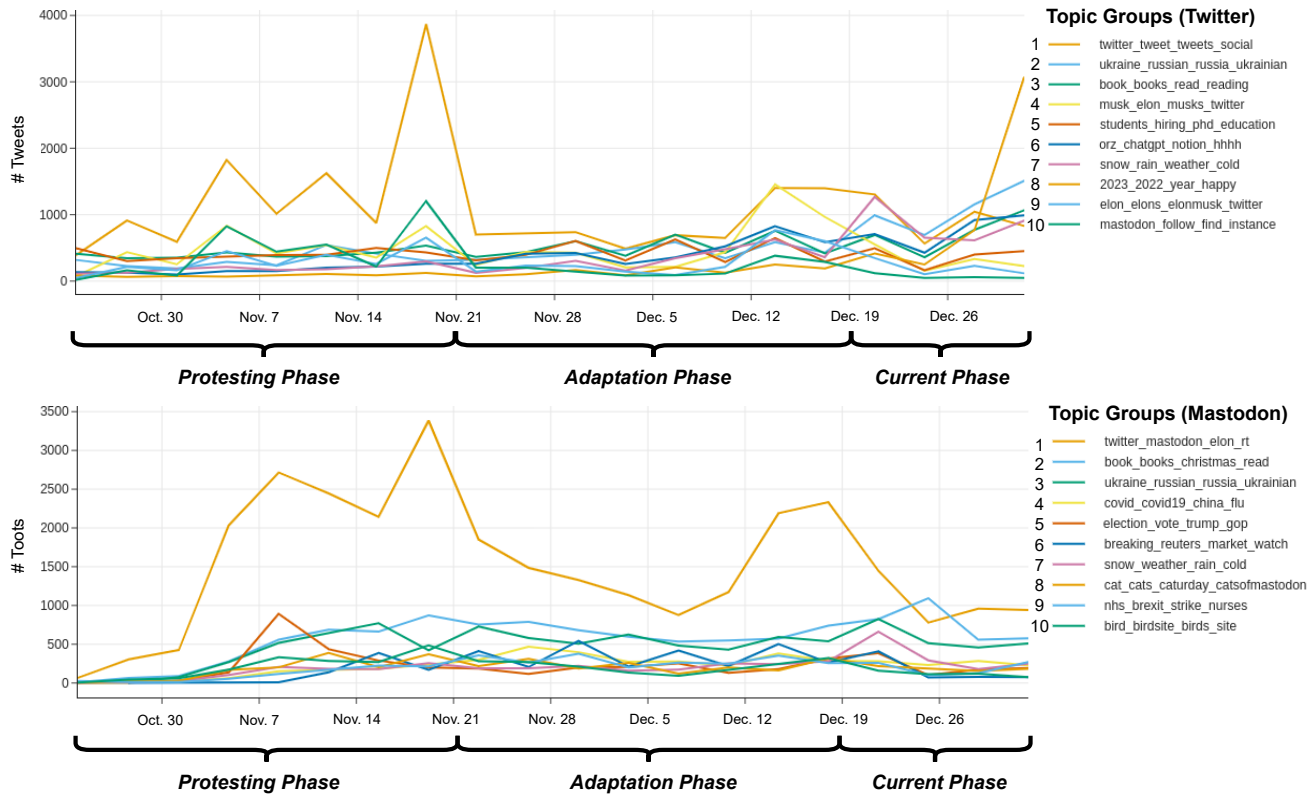 Topic Groups (Twitter)
4000
3000
2000
1000
0
# Tweets
1 twitter_tweet_tweets_social
2 ukraine_russian_russia_ukrainian
3 book_books_read_reading
4 musk_elon_musks_twitter
5 students_hiring_phd_education
6 orz_chatgpt_notion_hhhh
7 snow_rain_weather_cold
8 2023_2022_year_happy
9 elon_elons_elonmusk_twitter
10 mastodon_follow_find_instance
Oct. 30 Nov. 7 Nov. 14 Nov. 21 Nov. 28 Dec. 5 Dec. 12 Dec. 19 Dec. 26
Protesting Phase Adaptation Phase Current Phase
Topic Groups (Mastodon)
3500
3000
2500
2000
1500
1000
500
0
# Toots
1 twitter_mastodon_elon_rt
2 book_books_christmas_read
3 ukraine_russian_russia_ukrainian
4 covid_covid19_china_flu
5 election_vote_trump_gop
6 breaking_reuters_market_watch
7 snow_weather_rain_cold
8 cat_cats_caturday_catsofmastodon
9 nhs_brexit_strike_nurses
10 bird_birdsite_birds_site
Oct. 30 Nov. 7 Nov. 14 Nov. 21 Nov. 28 Dec. 5 Dec. 12 Dec. 19 Dec. 26
Protesting Phase Adaptation Phase Current Phase